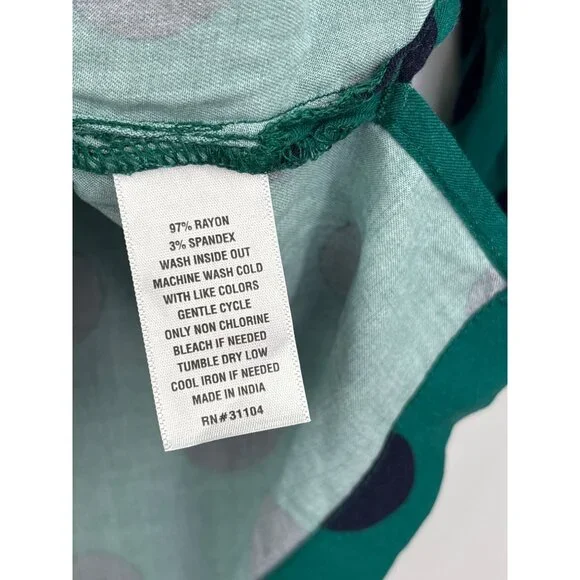 97% RAYON
3% SPANDEX
WASH INSIDE OUT
MACHINE WASH COLD
WITH LIKE COLORS
GENTLE CYCLE
ONLY NON CHLORINE
BLEACH IF NEEDED
TUMBLE DRY LOW
COOL IRON IF NEEDED
MADE IN INDIA
RN#31104